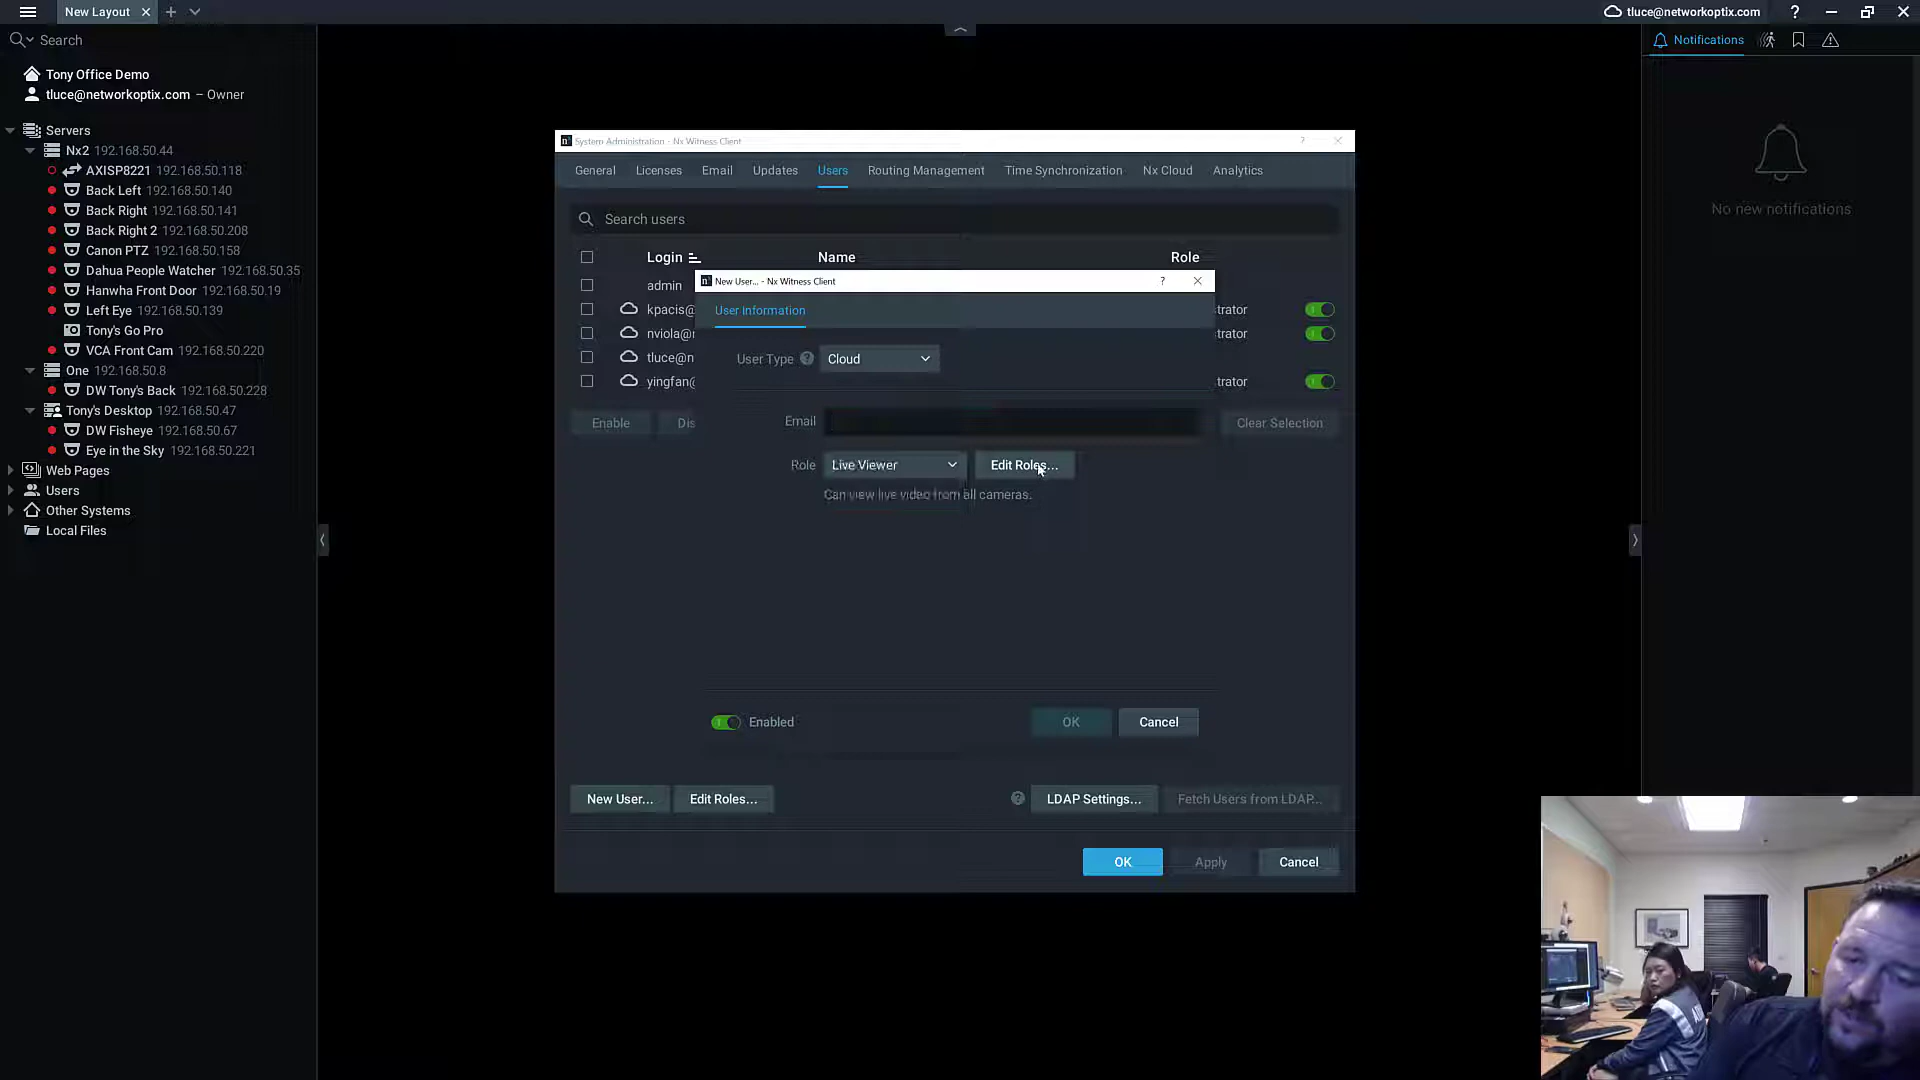 New Layout
tluce@networkoptix.com
?
Search
Notifications
Tony Office Demo
tluce@networkoptix.com – Owner
Servers
Nx2 192.168.50.44
AXISP8221 192.168.50.118
Back Left 192.168.50.140
Back Right 192.168.50.141
Back Right 2 192.168.50.208
Canon PTZ 192.168.50.158
Dahua People Watcher 192.168.50.35
Hanwha Front Door 192.168.50.19
Left Eye 192.168.50.139
Tony's Go Pro
VCA Front Cam 192.168.50.220
One 192.168.50.8
DW Tony's Back 192.168.50.228
Tony's Desktop 192.168.50.47
DW Fisheye 192.168.50.67
Eye in the Sky 192.168.50.221
Web Pages
Users
Other Systems
Local Files
System Administration - Nx Witness Client
?
General Licenses Email Updates Users Routing Management Time Synchronization Nx Cloud Analytics
Search users
Login Name Role
admin
kpacis@ strator
nviola@ strator
tluce@n
yingfan@ strator
Enable Dis Clear Selection
New User... - Nx Witness Client
?
User Information
User Type ? Cloud
Email
Role Live Viewer Edit Roles...
Can view live video from all cameras.
Enabled OK Cancel
New User... Edit Roles... ? LDAP Settings... Fetch Users from LDAP...
OK Apply Cancel
No new notifications